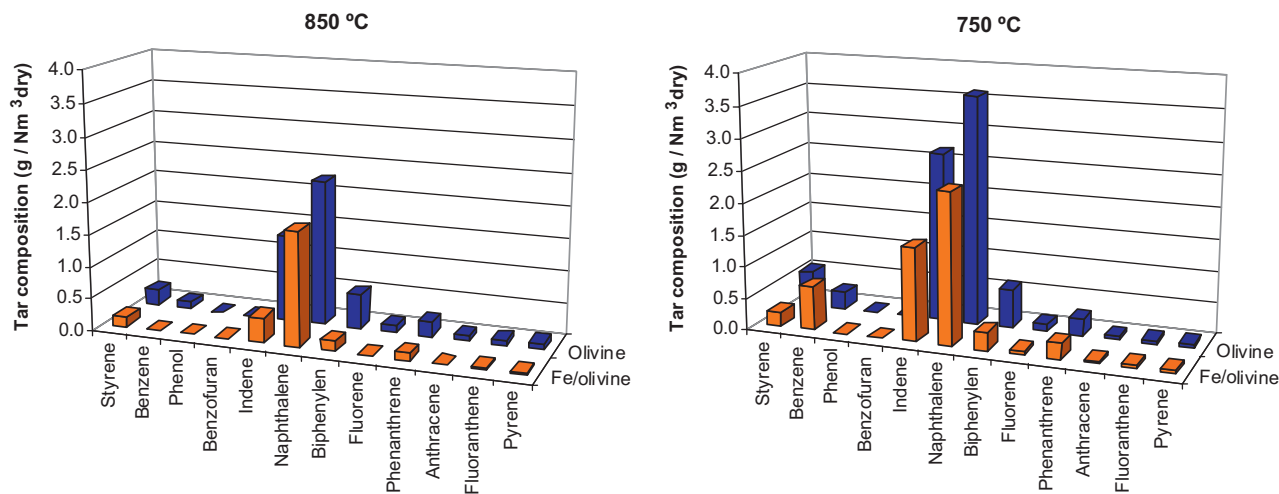 850 ºC
Tar composition (g / Nm ³dry)
4.0
3.5
3.0
2.5
2.0
1.5
1.0
0.5
0.0
Styrene
Benzene
Phenol
Benzofuran
Indene
Naphthalene
Biphenylen
Fluorene
Phenanthrene
Anthracene
Fluoranthene
Pyrene
Olivine
Fe/olivine
750 ºC
Tar composition (g / Nm ³dry)
4.0
3.5
3.0
2.5
2.0
1.5
1.0
0.5
0.0
Styrene
Benzene
Phenol
Benzofuran
Indene
Naphthalene
Biphenylen
Fluorene
Phenanthrene
Anthracene
Fluoranthene
Pyrene
Olivine
Fe/olivine